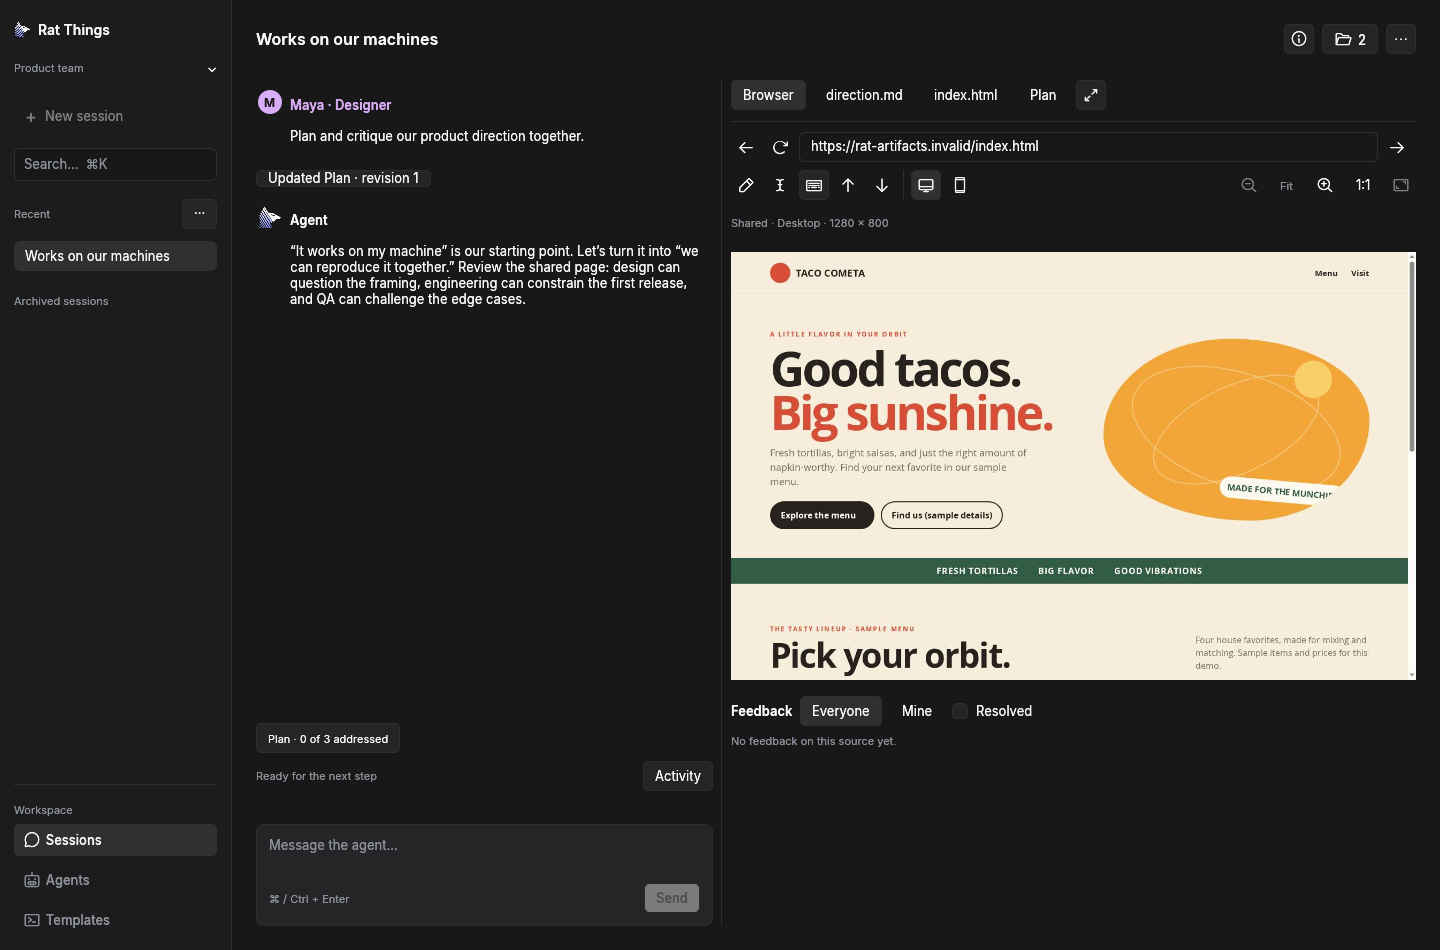 Rat Things
Product team
+ New session
Search... ⌘K
Recent
Works on our machines
Archived sessions
Workspace
Sessions
Agents
Templates
Works on our machines
2
M
Maya · Designer
Plan and critique our product direction together.
Updated Plan · revision 1
Agent
“It works on my machine” is our starting point. Let’s turn it into “we
can reproduce it together.” Review the shared page: design can
question the framing, engineering can constrain the first release,
and QA can challenge the edge cases.
Plan · 0 of 3 addressed
Ready for the next step
Activity
Message the agent...
⌘ / Ctrl + Enter
Send
Browser direction.md index.html Plan
https://rat-artifacts.invalid/index.html
Fit
1:1
Shared · Desktop · 1280 × 800
TACO COMETA
Menu Visit
A LITTLE FLAVOR IN YOUR ORBIT
Good tacos.
Big sunshine.
Fresh tortillas, bright salsas, and just the right amount of
napkin-worthy. Find your next favorite in our sample
menu.
Explore the menu
Find us (sample details)
MADE FOR THE
FRESH TORTILLAS BIG FLAVOR GOOD VIBRATIONS
THE TASTY LINEUP · SAMPLE MENU
Pick your orbit.
Four house favorites, made for mixing and
matching. Sample items and prices for this
demo.
Feedback Everyone Mine Resolved
No feedback on this source yet.